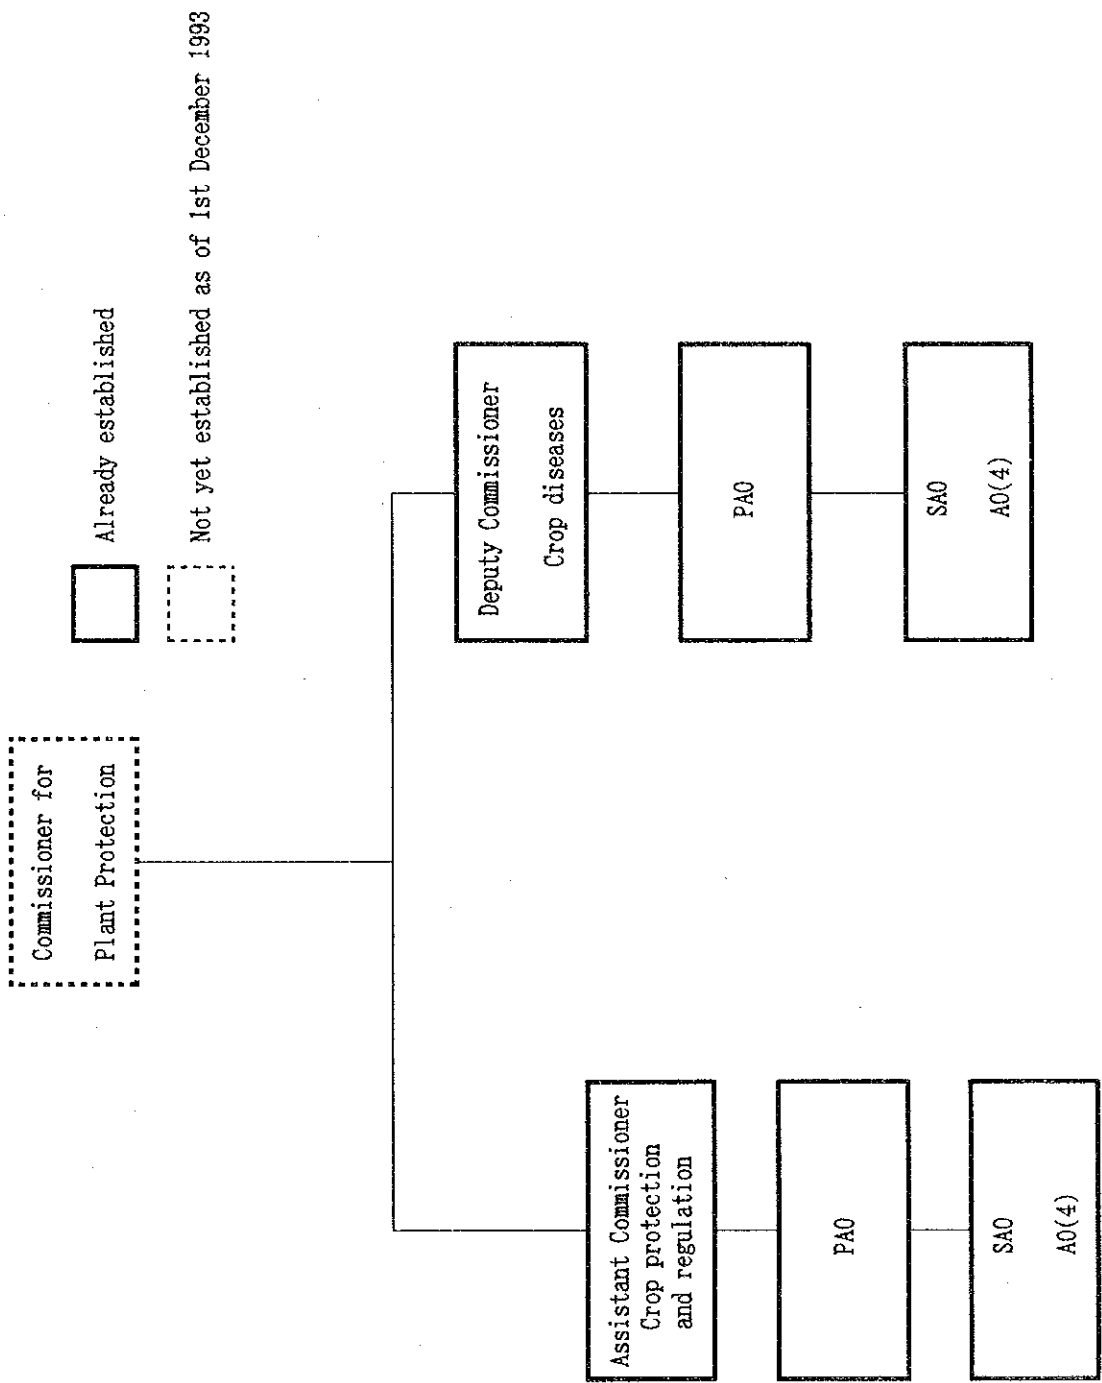 Commissioner for
Plant Protection
Already established
Not yet established as of 1st December 1993
Assistant Commissioner
Crop protection
and regulation
PAO
SAO
AO(4)
Deputy Commissioner
Crop diseases
PAO
SAO
AO(4)